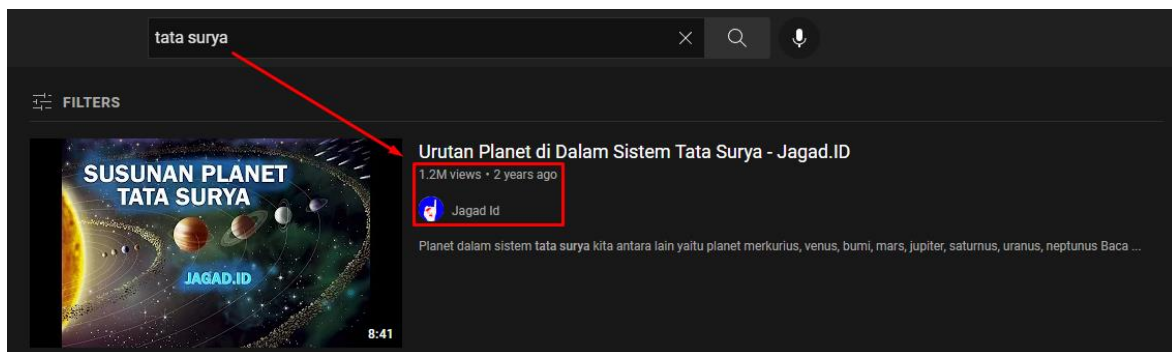 tata surya
FILTERS
SUSUNAN PLANET
TATA SURYA
JAGAD.ID
8:41
Urutan Planet di Dalam Sistem Tata Surya - Jagad.ID
1.2M views • 2 years ago
Jagad Id
Planet dalam sistem tata surya kita antara lain yaitu planet merkurius, venus, bumi, mars, jupiter, saturnus, uranus, neptunus Baca ...